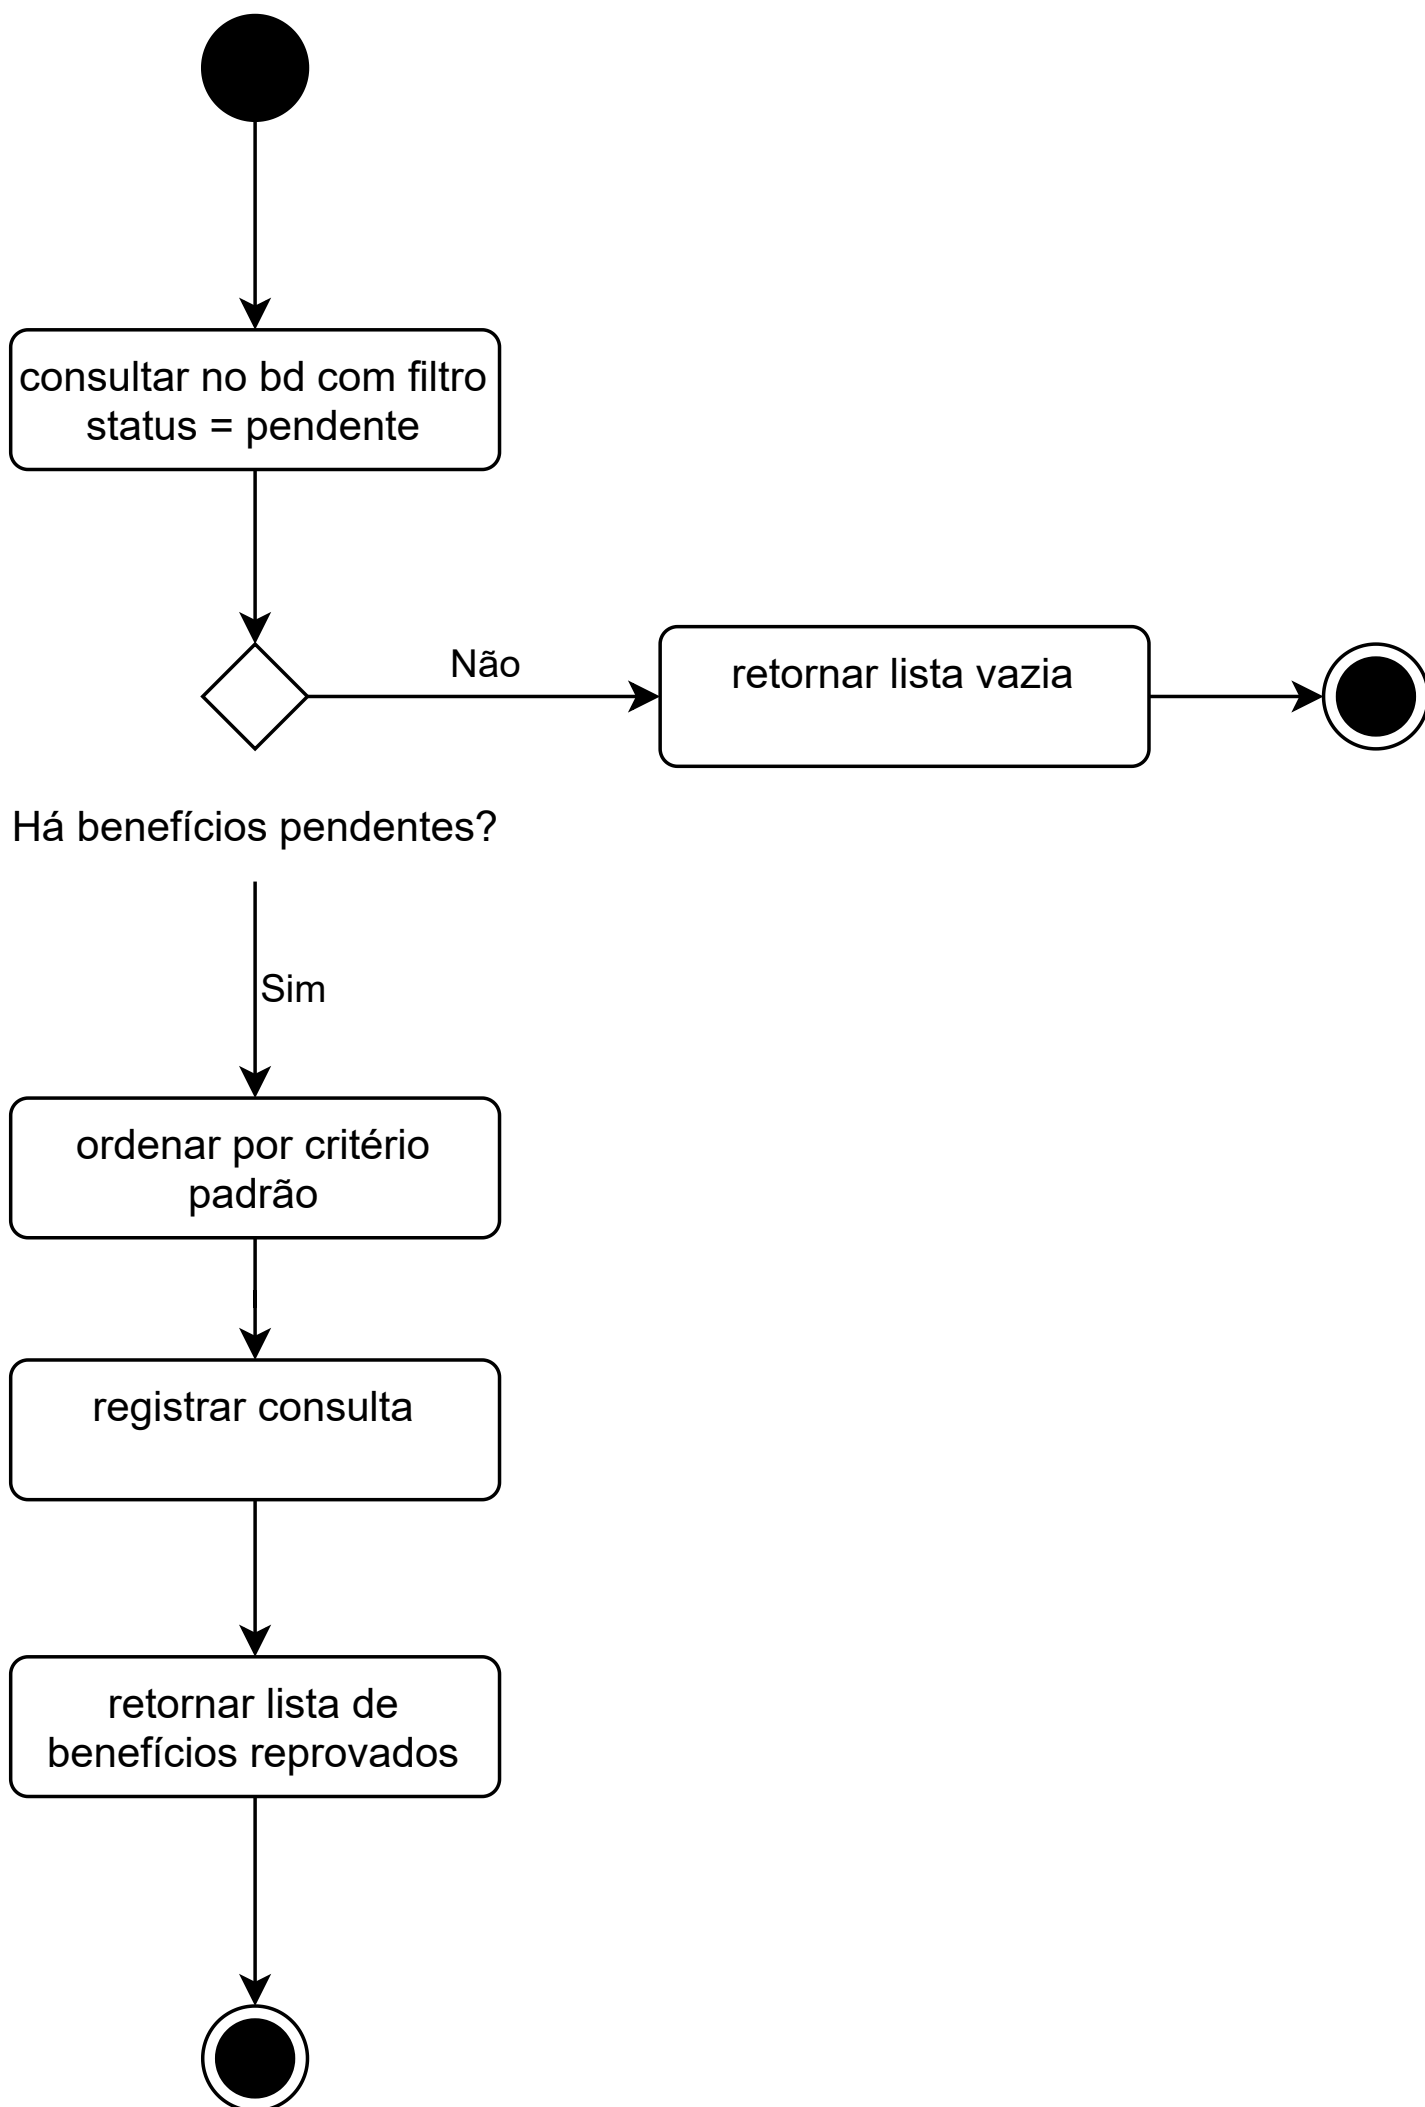 consultar no bd com filtro
status = pendente
Não
retornar lista vazia
Há benefícios pendentes?
Sim
ordenar por critério
padrão
registrar consulta
retornar lista de
benefícios reprovados